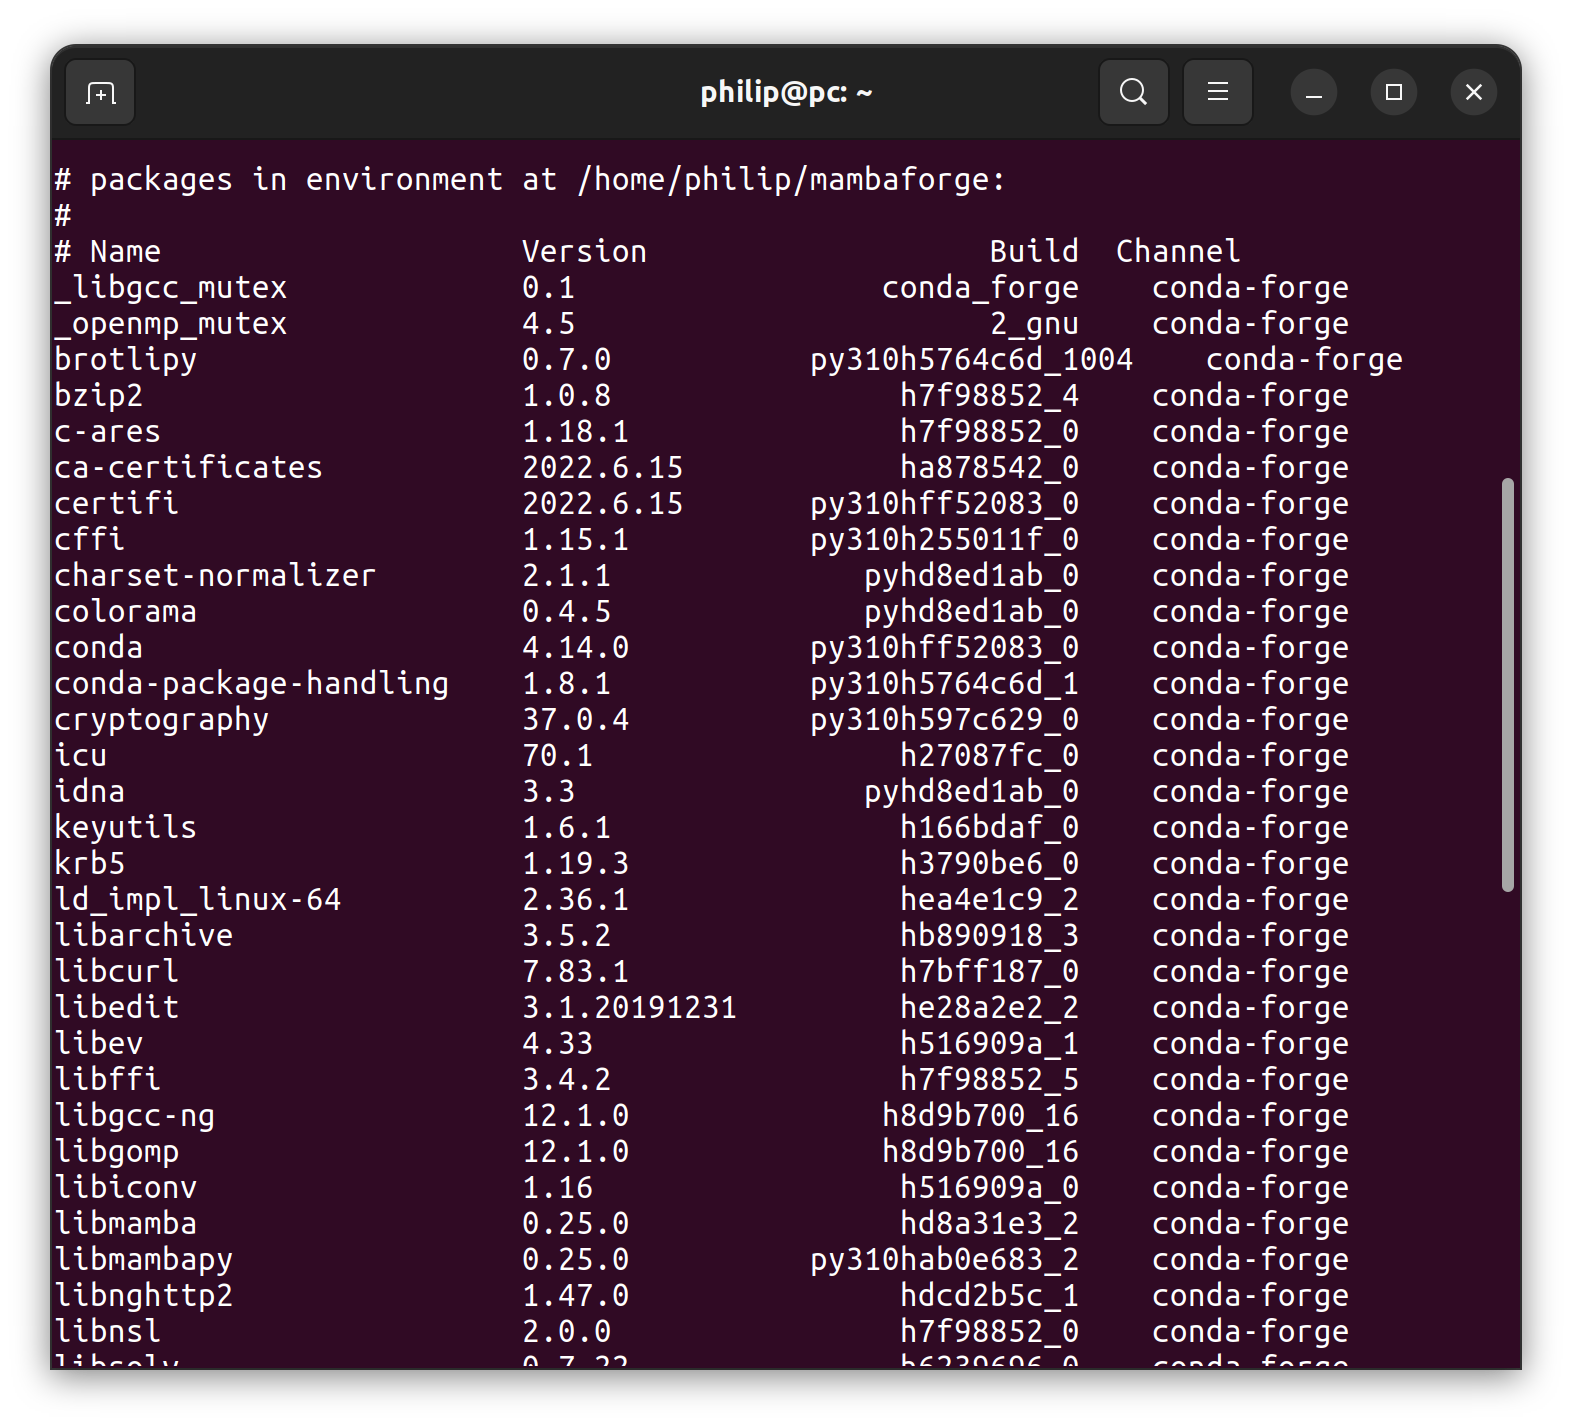 philip@pc: ~
# packages in environment at /home/philip/mambaforge:
#
# Name                    Version                   Build  Channel
_libgcc_mutex             0.1                 conda_forge    conda-forge
_openmp_mutex             4.5                       2_gnu    conda-forge
brotlipy                  0.7.0           py310h5764c6d_1004    conda-forge
bzip2                     1.0.8                h7f98852_4    conda-forge
c-ares                    1.18.1               h7f98852_0    conda-forge
ca-certificates           2022.6.15            ha878542_0    conda-forge
certifi                   2022.6.15       py310hff52083_0    conda-forge
cffi                      1.15.1          py310h255011f_0    conda-forge
charset-normalizer        2.1.1              pyhd8ed1ab_0    conda-forge
colorama                  0.4.5              pyhd8ed1ab_0    conda-forge
conda                     4.14.0          py310hff52083_0    conda-forge
conda-package-handling    1.8.1           py310h5764c6d_1    conda-forge
cryptography              37.0.4          py310h597c629_0    conda-forge
icu                       70.1                 h27087fc_0    conda-forge
idna                      3.3                pyhd8ed1ab_0    conda-forge
keyutils                  1.6.1                h166bdaf_0    conda-forge
krb5                      1.19.3               h3790be6_0    conda-forge
ld_impl_linux-64          2.36.1               hea4e1c9_2    conda-forge
libarchive                3.5.2                hb890918_3    conda-forge
libcurl                   7.83.1               h7bff187_0    conda-forge
libedit                   3.1.20191231         he28a2e2_2    conda-forge
libev                     4.33                 h516909a_1    conda-forge
libffi                    3.4.2                h7f98852_5    conda-forge
libgcc-ng                 12.1.0              h8d9b700_16    conda-forge
libgomp                   12.1.0              h8d9b700_16    conda-forge
libiconv                  1.16                 h516909a_0    conda-forge
libmamba                  0.25.0               hd8a31e3_2    conda-forge
libmambapy                0.25.0          py310hab0e683_2    conda-forge
libnghttp2                1.47.0               hdcd2b5c_1    conda-forge
libnsl                    2.0.0                h7f98852_0    conda-forge
libsolv                   0.7.22                             conda-forge